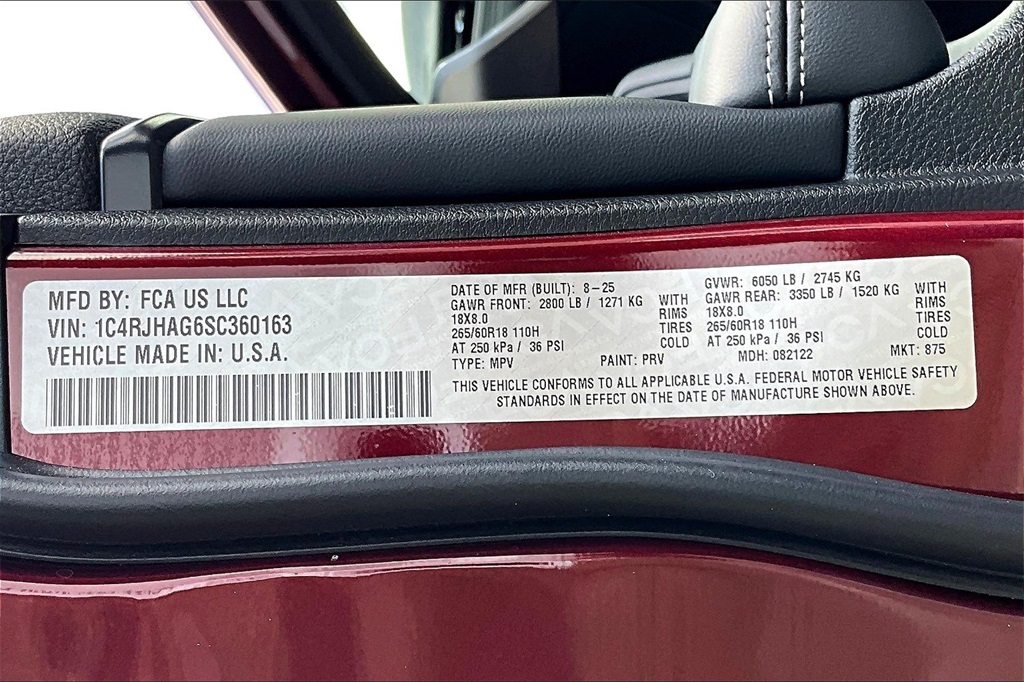 MFD BY: FCA US LLC
VIN: 1C4RJHAG6SC360163
VEHICLE MADE IN: U.S.A.
DATE OF MFR (BUILT): 8-25
GAWR FRONT: 2800 LB / 1271 KG WITH
18X8.0 RIMS
265/60R18 110H TIRES
AT 250 kPa / 36 PSI COLD
TYPE: MPV PAINT: PRV
GVWR: 6050 LB / 2745 KG
GAWR REAR: 3350 LB / 1520 KG WITH
18X8.0 RIMS
265/60R18 110H TIRES
AT 250 kPa / 36 PSI COLD
MDH: 082122 MKT: 875
THIS VEHICLE CONFORMS TO ALL APPLICABLE U.S.A. FEDERAL MOTOR VEHICLE SAFETY
STANDARDS IN EFFECT ON THE DATE OF MANUFACTURE SHOWN ABOVE.